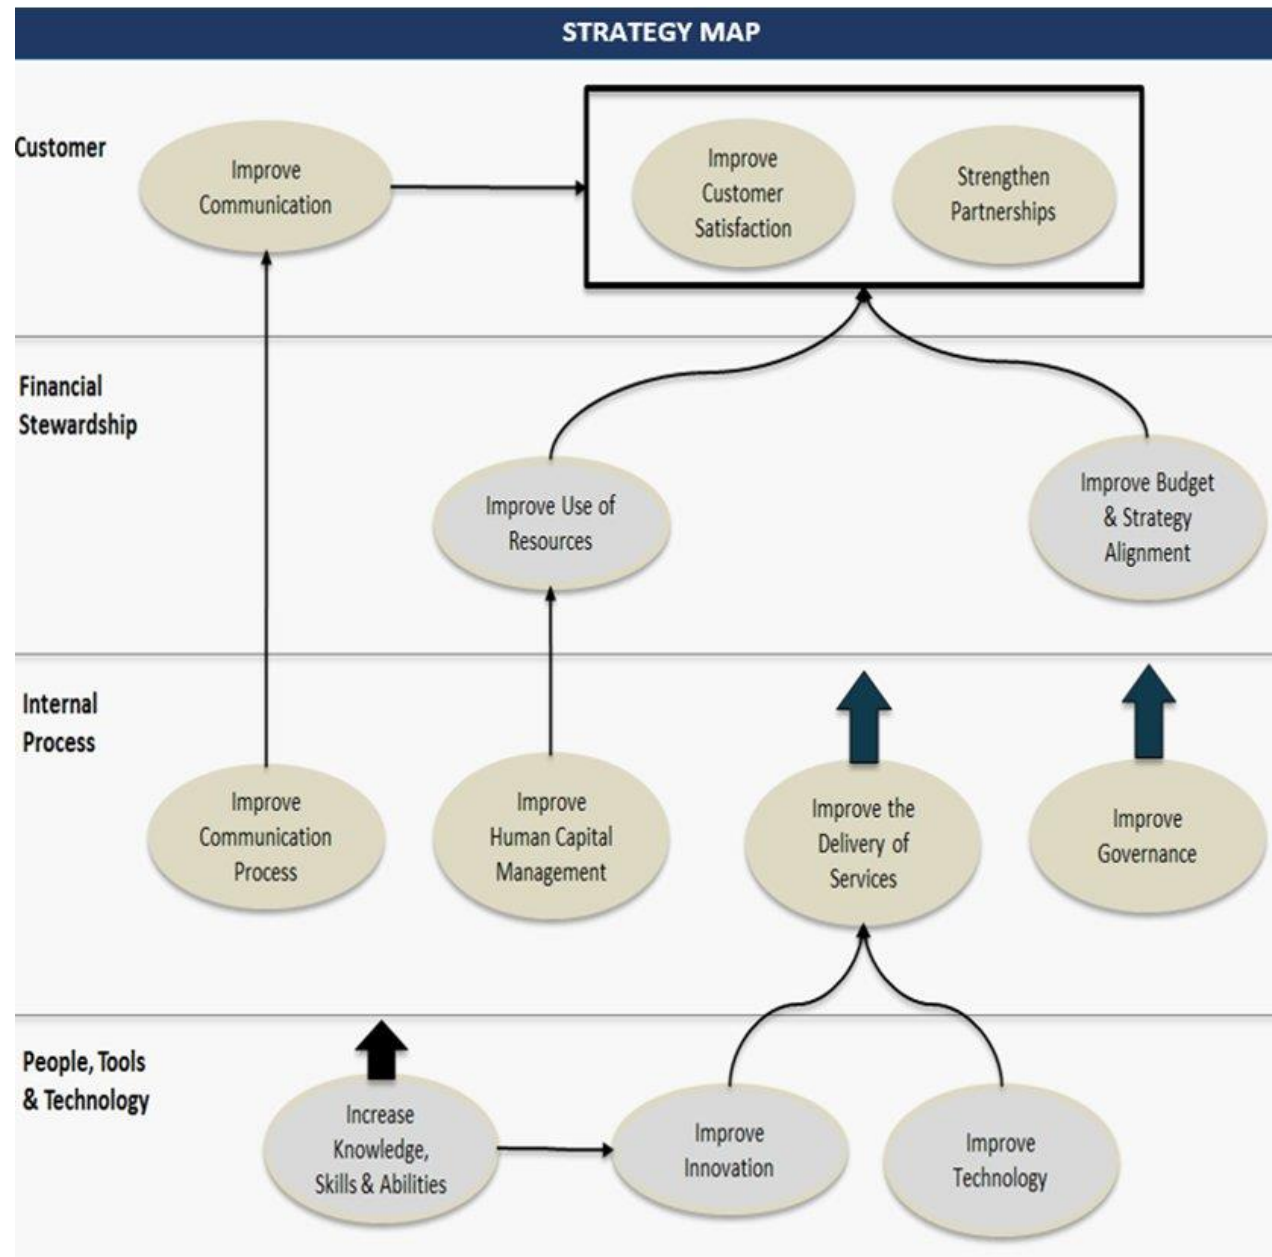 STRATEGY MAP
Customer
Improve
Communication
Improve
Customer
Satisfaction
Strengthen
Partnerships
Financial
Stewardship
Improve Use of
Resources
Improve Budget
& Strategy
Alignment
Internal
Process
Improve
Communication
Process
Improve
Human Capital
Management
Improve the
Delivery of
Services
Improve
Governance
People, Tools
& Technology
Increase
Knowledge,
Skills & Abilities
Improve
Innovation
Improve
Technology